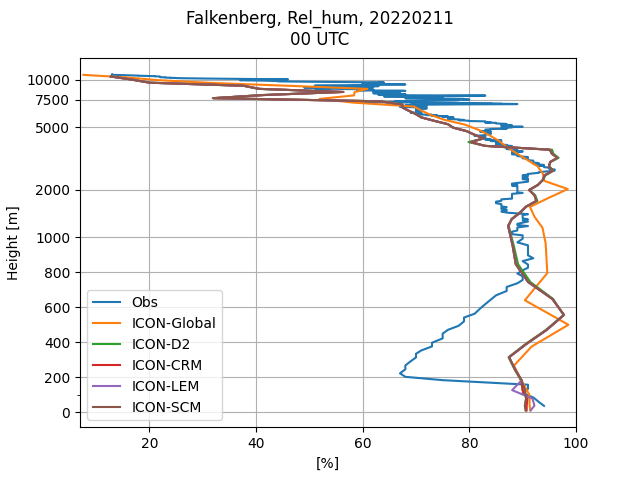 Falkenberg, Rel_hum, 20220211
00 UTC
Height [m]
10000
7500
5000
2000
1000
800
600
400
200
0
Obs
ICON-Global
ICON-D2
ICON-CRM
ICON-LEM
ICON-SCM
20
40
60
80
100
[%]